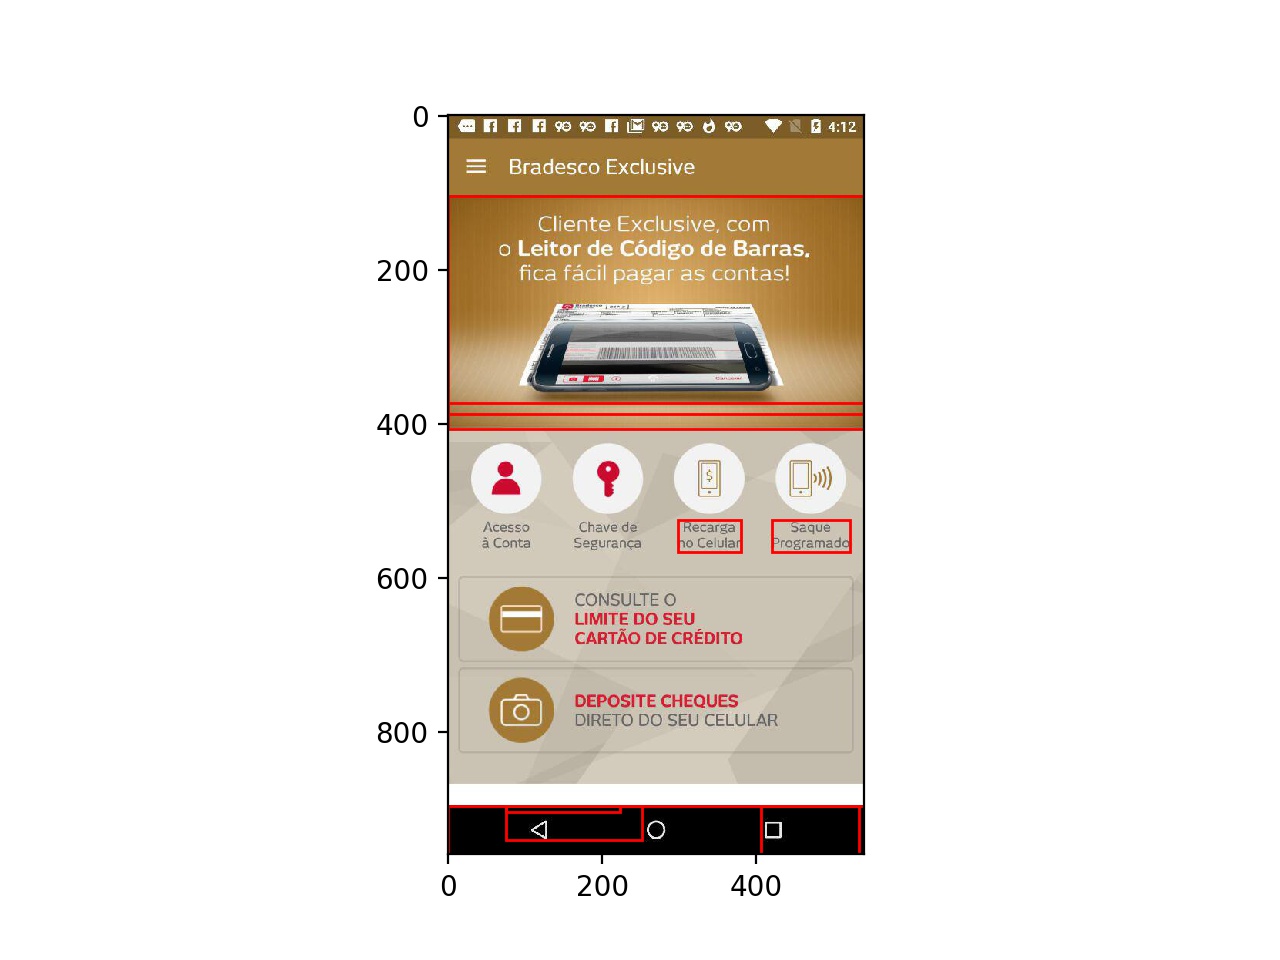 0
4:12
Bradesco Exclusive
Cliente Exclusive, com
o Leitor de Código de Barras,
200
fica fácil pagar as contas!
Bradesco
400
Acesso
à Conta
Chave de
Segurança
$
Recarga
no Celular
Saque
Programado
600
CONSULTE O
LIMITE DO SEU
CARTÃO DE CRÉDITO
DEPOSITE CHEQUES
DIRETO DO SEU CELULAR
800
0 200 400